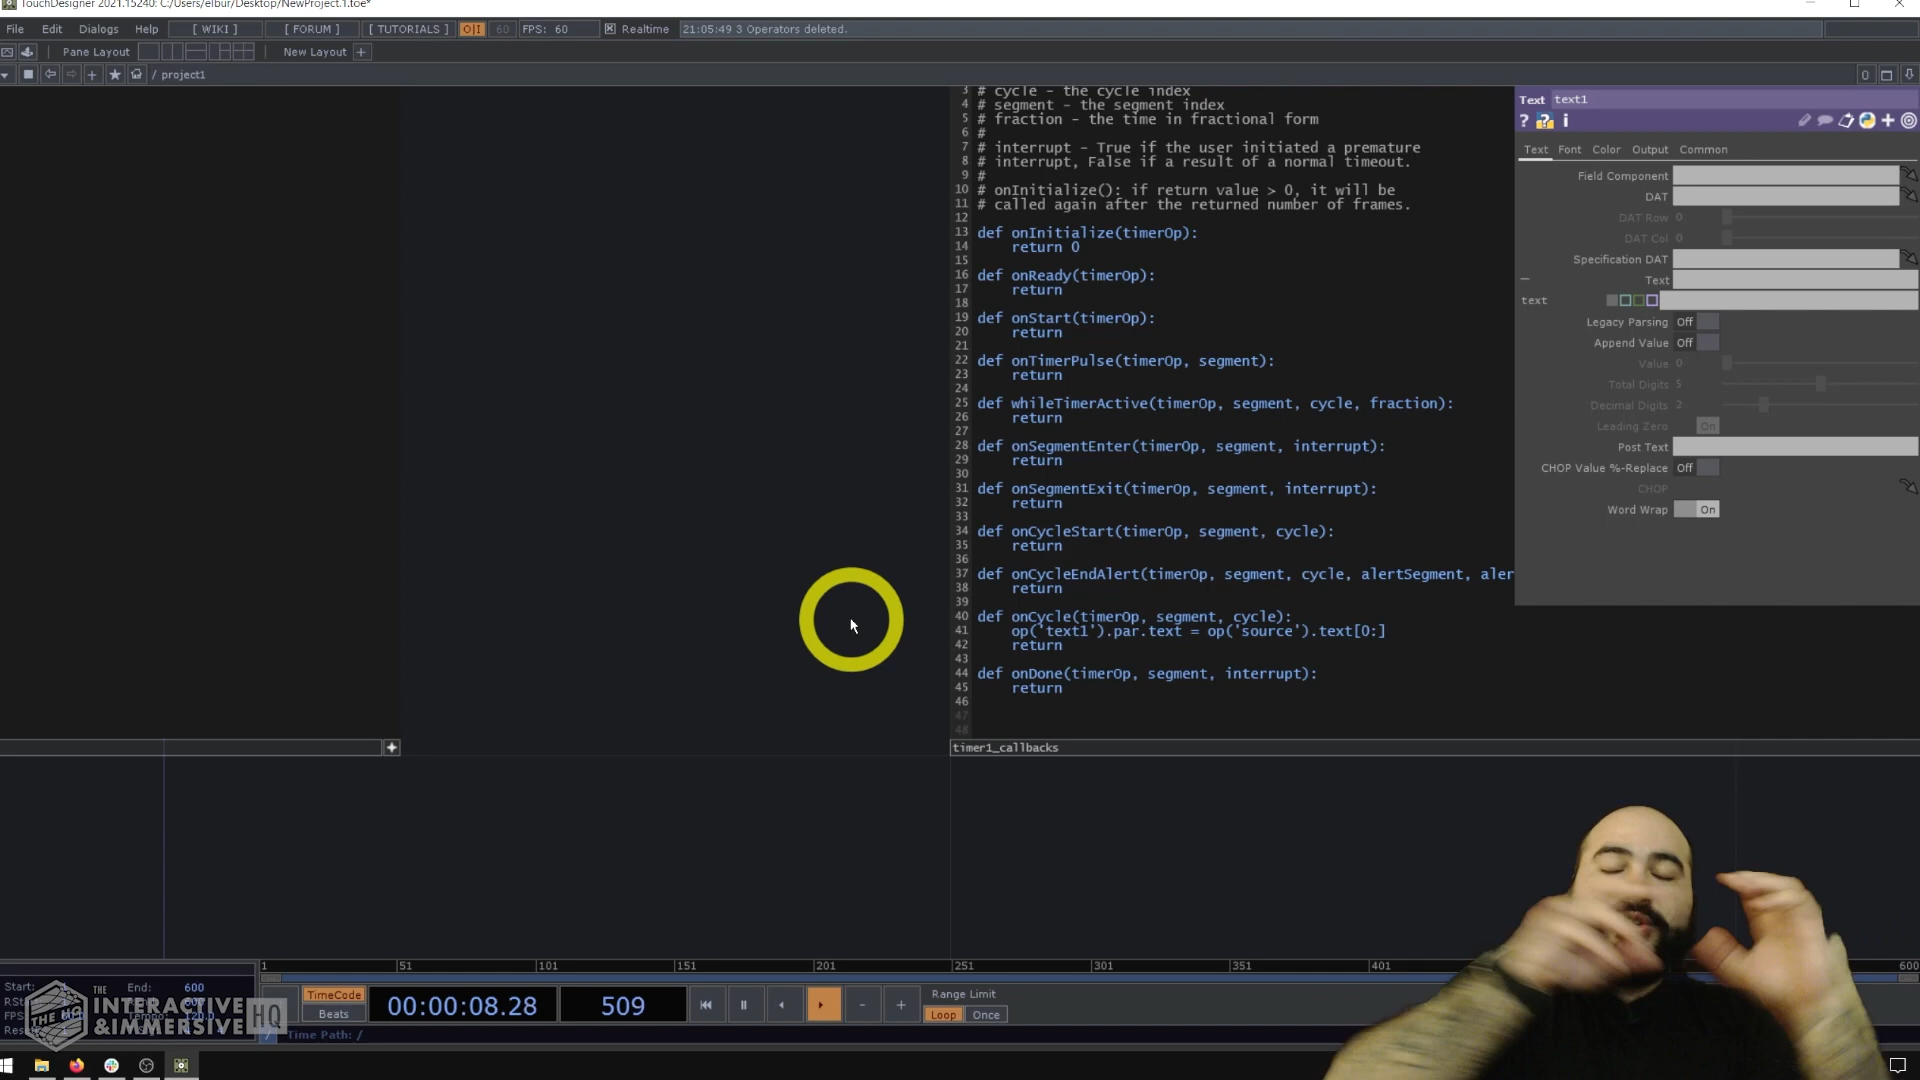 TouchDesigner 2021.15240: C:/Users/elbur/Desktop/NewProject.1.toe*
File Edit Dialogs Help [ WIKI ] [ FORUM ] [ TUTORIALS ] O|I 60 FPS: 60 Realtime 21:05:49 3 Operators deleted.
Pane Layout New Layout +
/ project1 0
3 # cycle - the cycle index
4 # segment - the segment index
5 # fraction - the time in fractional form
6 #
7 # interrupt - True if the user initiated a premature
8 # interrupt, False if a result of a normal timeout.
9 #
10 # onInitialize(): if return value > 0, it will be
11 # called again after the returned number of frames.
12
13 def onInitialize(timerOp):
14 return 0
15
16 def onReady(timerOp):
17 return
18
19 def onStart(timerOp):
20 return
21
22 def onTimerPulse(timerOp, segment):
23 return
24
25 def whileTimerActive(timerOp, segment, cycle, fraction):
26 return
27
28 def onSegmentEnter(timerOp, segment, interrupt):
29 return
30
31 def onSegmentExit(timerOp, segment, interrupt):
32 return
33
34 def onCycleStart(timerOp, segment, cycle):
35 return
36
37 def onCycleEndAlert(timerOp, segment, cycle, alertSegment, aler
38 return
39
40 def onCycle(timerOp, segment, cycle):
41 op('text1').par.text = op('source').text[0:]
42 return
43
44 def onDone(timerOp, segment, interrupt):
45 return
46
47
48
timer1_callbacks
Text text1
? ? i
Text Font Color Output Common
Field Component
DAT
DAT Row 0
DAT Col 0
Specification DAT
Text
text
Legacy Parsing Off
Append Value Off
Value 0
Total Digits 5
Decimal Digits 2
Leading Zero On
Post Text
CHOP Value %-Replace Off
CHOP
Word Wrap On
1 51 101 151 201 251 301 351 401 600
Start: End: 600
THE
INTERACTIVE
& IMMERSIVE HQ
THE HQ
TimeCode
Beats
00:00:08.28 509
Range Limit
Loop Once
/ Time Path: /